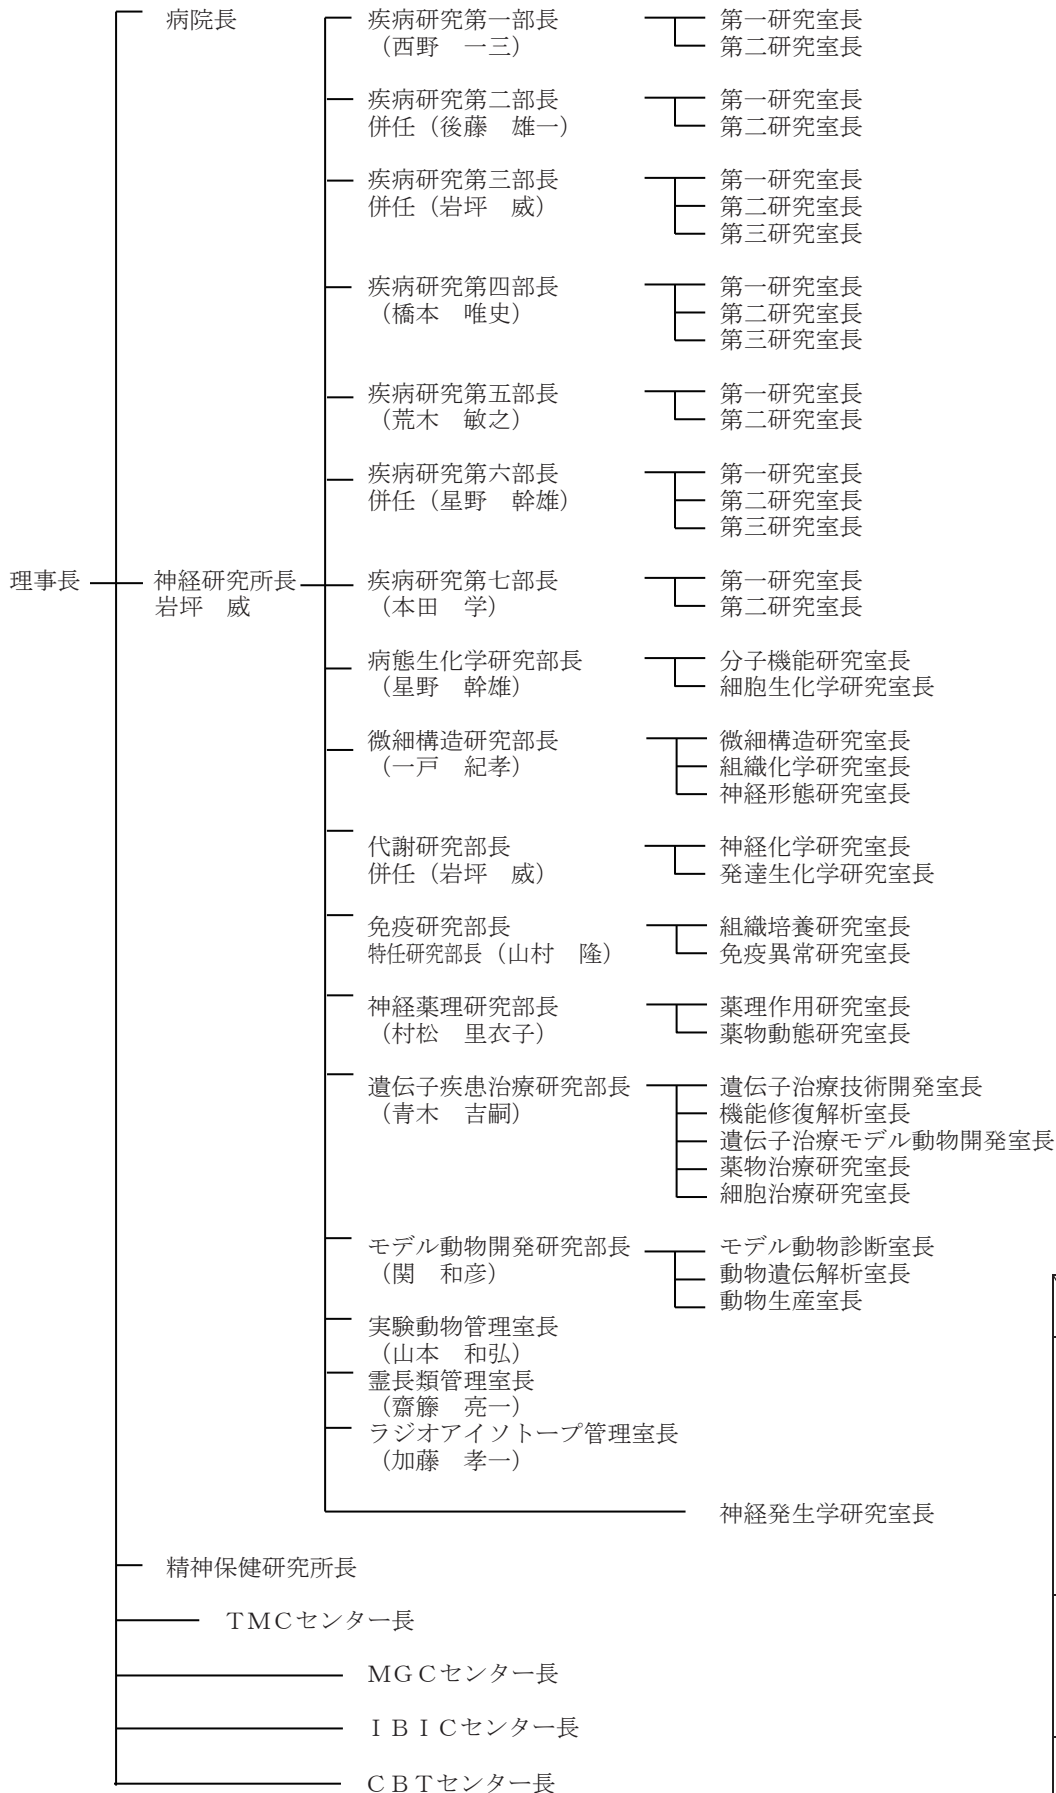 病院長
疾病研究第一部長
（西野　一三）
第一研究室長
第二研究室長
疾病研究第二部長
併任（後藤　雄一）
第一研究室長
第二研究室長
疾病研究第三部長
併任（岩坪　威）
第一研究室長
第二研究室長
第三研究室長
疾病研究第四部長
（橋本　唯史）
第一研究室長
第二研究室長
第三研究室長
疾病研究第五部長
（荒木　敏之）
第一研究室長
第二研究室長
疾病研究第六部長
併任（星野　幹雄）
第一研究室長
第二研究室長
第三研究室長
理事長
神経研究所長
岩坪　威
疾病研究第七部長
（本田　学）
第一研究室長
第二研究室長
病態生化学研究部長
（星野　幹雄）
分子機能研究室長
細胞生化学研究室長
微細構造研究部長
（一戸　紀孝）
微細構造研究室長
組織化学研究室長
神経形態研究室長
代謝研究部長
併任（岩坪　威）
神経化学研究室長
発達生化学研究室長
免疫研究部長
特任研究部長（山村　隆）
組織培養研究室長
免疫異常研究室長
神経薬理研究部長
（村松　里衣子）
薬理作用研究室長
薬物動態研究室長
遺伝子疾患治療研究部長
（青木　吉嗣）
遺伝子治療技術開発室長
機能修復解析室長
遺伝子治療モデル動物開発室長
薬物治療研究室長
細胞治療研究室長
モデル動物開発研究部長
（関　和彦）
モデル動物診断室長
動物遺伝解析室長
動物生産室長
実験動物管理室長
（山本　和弘）
霊長類管理室長
（齋籐　亮一）
ラジオアイソトープ管理室長
（加藤　孝一）
神経発生学研究室長
精神保健研究所長
ＴＭＣセンター長
ＭＧＣセンター長
ＩＢＩＣセンター長
ＣＢＴセンター長